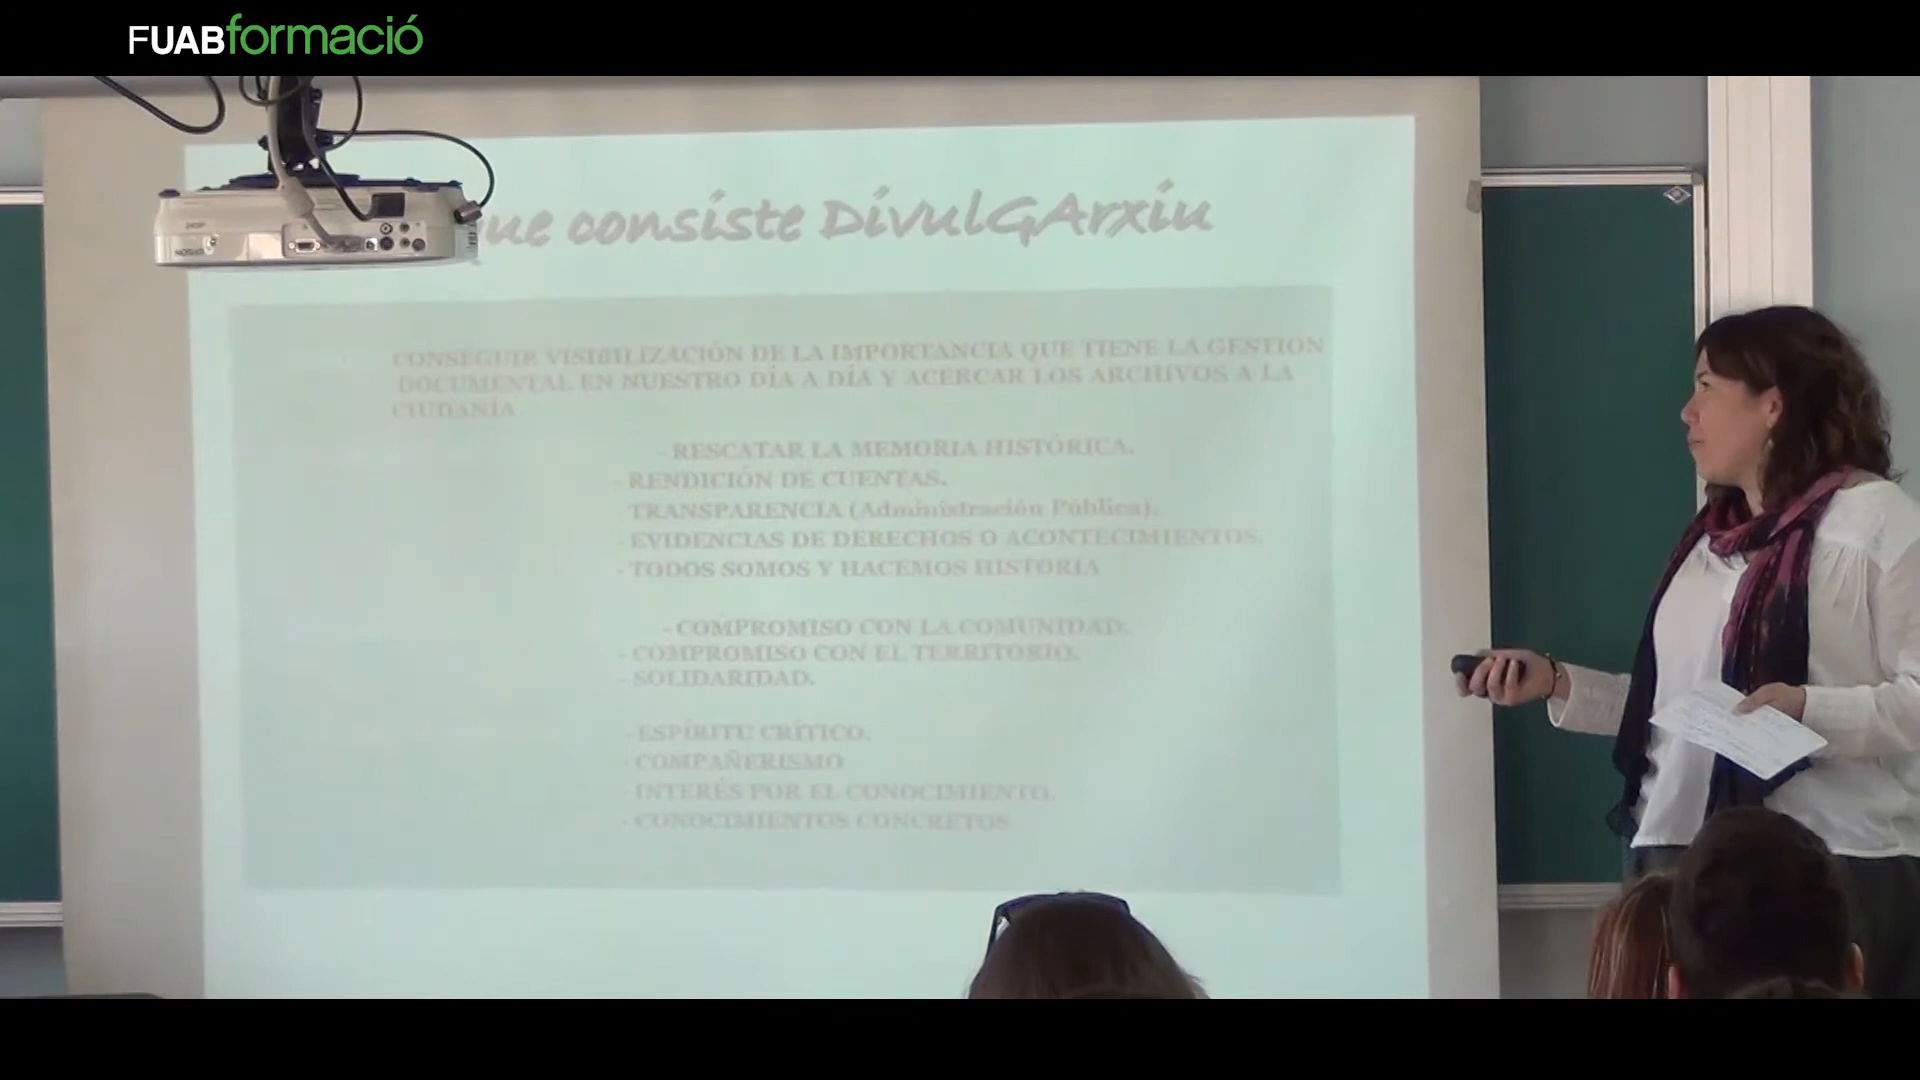 FUABformació
que consiste DivulGArxiu
CONSEGUIR VISIBILIZACIÓN DE LA IMPORTANCIA QUE TIENE LA GESTION
DOCUMENTAL EN NUESTRO DÍA A DÍA Y ACERCAR LOS ARCHIVOS A LA
CIUDANÍA
- RESCATAR LA MEMORIA HISTÓRICA.
- RENDICIÓN DE CUENTAS.
- TRANSPARENCIA (Administración Pública).
- EVIDENCIAS DE DERECHOS O ACONTECIMIENTOS.
- TODOS SOMOS Y HACEMOS HISTORIA
- COMPROMISO CON LA COMUNIDAD.
- COMPROMISO CON EL TERRITORIO.
- SOLIDARIDAD.
- ESPÍRITU CRÍTICO.
- COMPAÑERISMO
- INTERÉS POR EL CONOCIMIENTO.
- CONOCIMIENTOS CONCRETOS